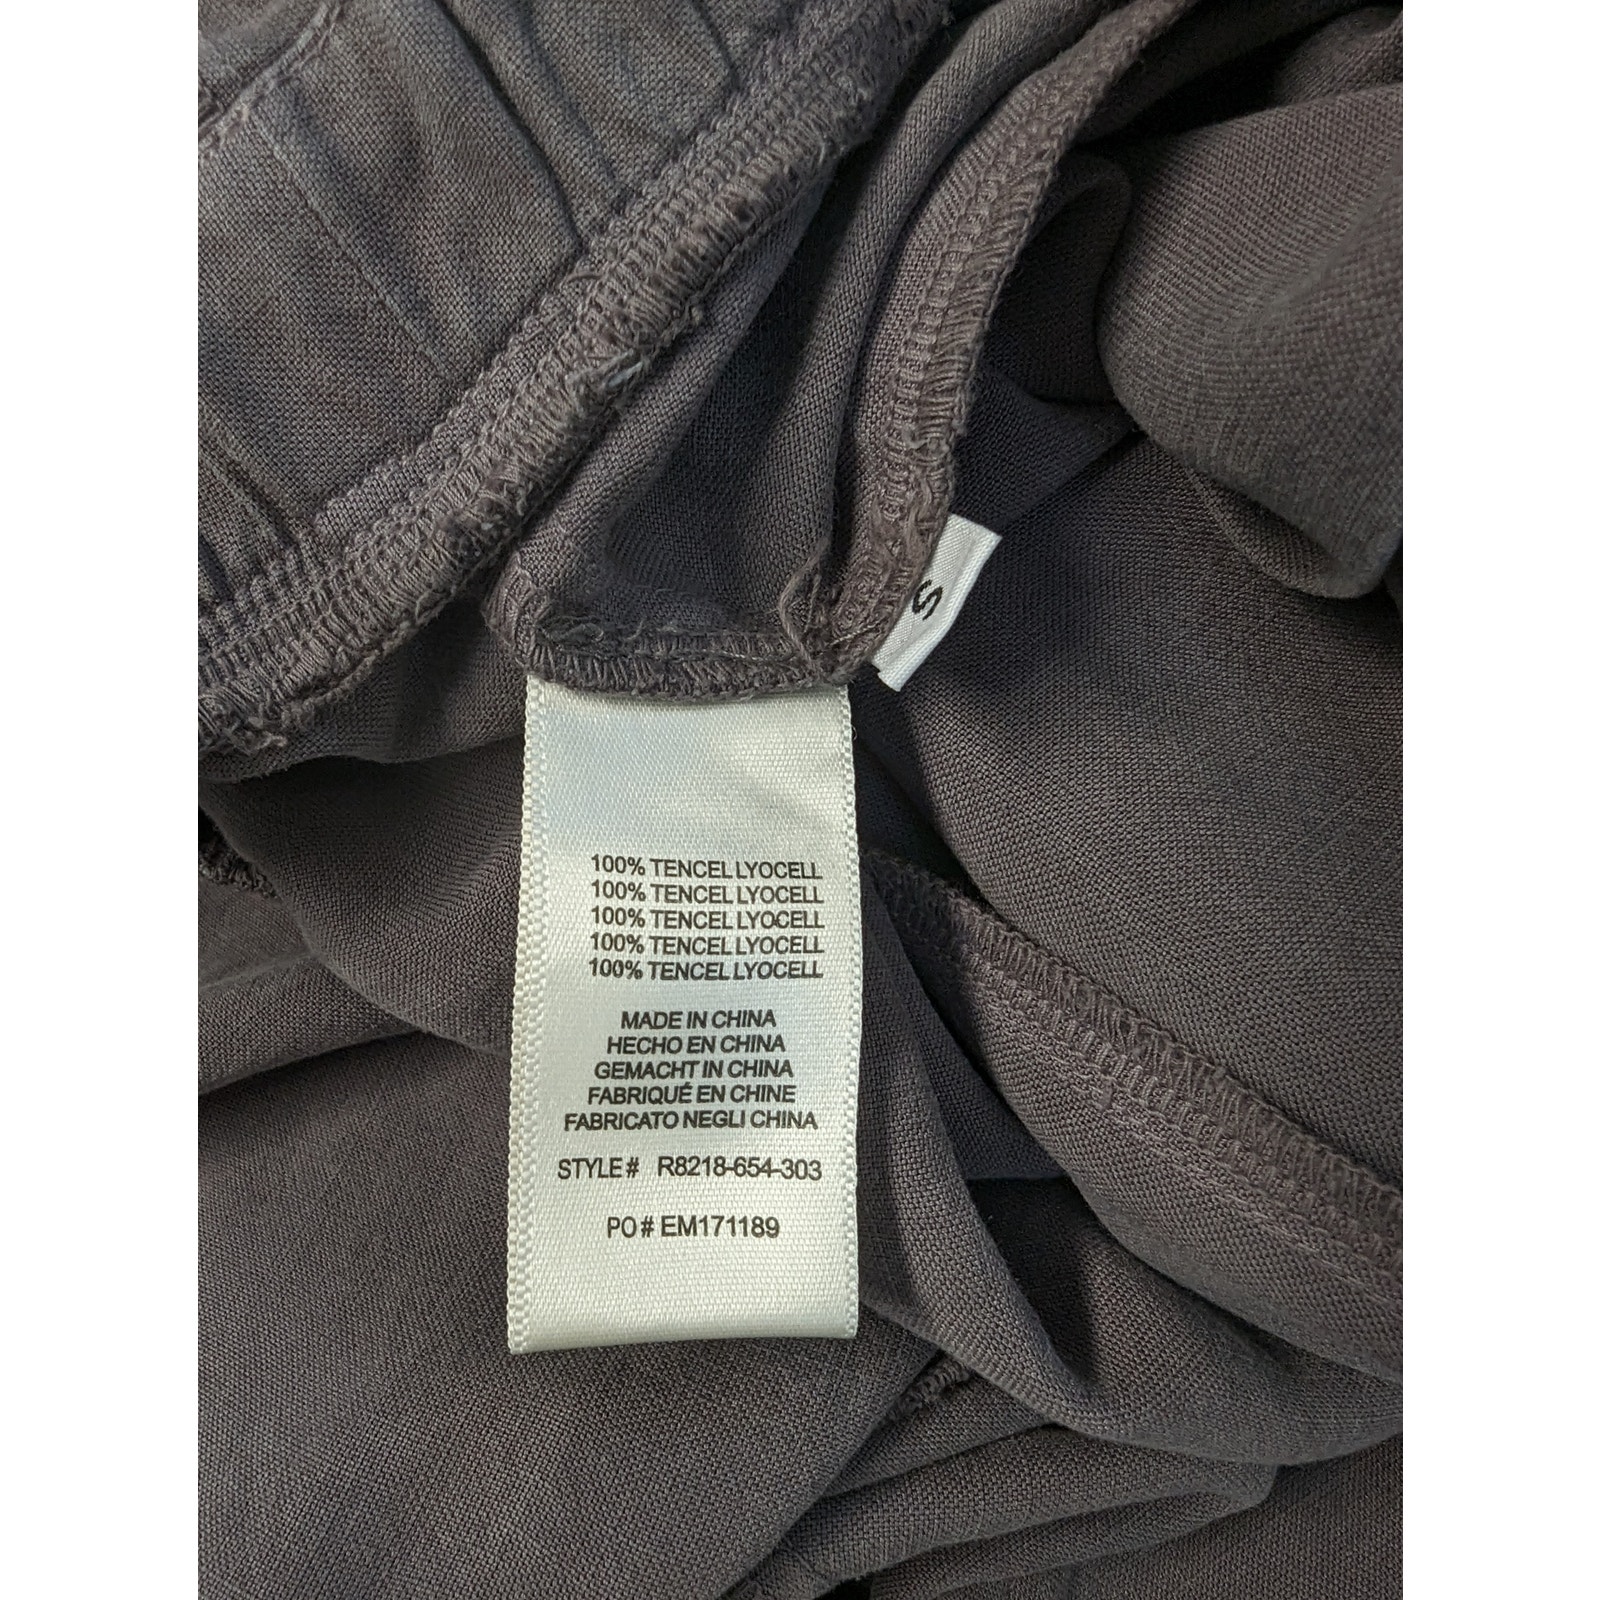 S
100% TENCEL LYOCELL
100% TENCEL LYOCELL
100% TENCEL LYOCELL
100% TENCEL LYOCELL
100% TENCEL LYOCELL
MADE IN CHINA
HECHO EN CHINA
GEMACHT IN CHINA
FABRIQUÉ EN CHINE
FABRICATO NEGLI CHINA
STYLE# R8218-654-303
PO# EM171189